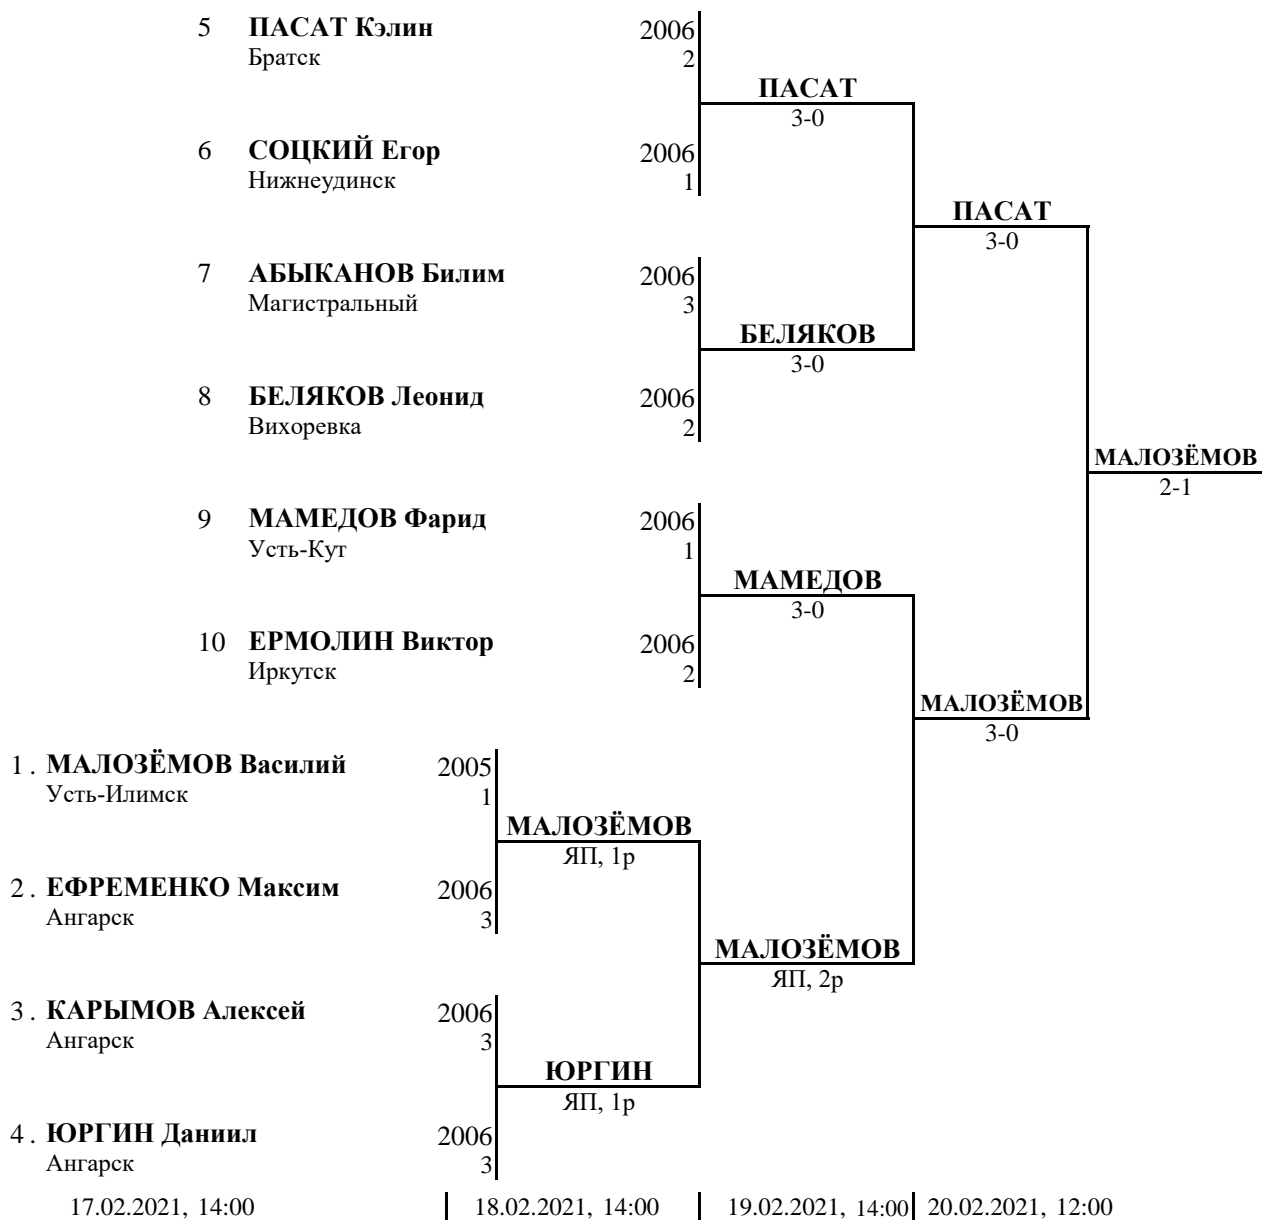 5 ПАСАТ Кэлин 2006
Братск 2
ПАСАТ
3-0
6 СОЦКИЙ Егор 2006
Нижнеудинск 1
ПАСАТ
3-0
7 АБЫКАНОВ Билим 2006
Магистральный 3
БЕЛЯКОВ
3-0
8 БЕЛЯКОВ Леонид 2006
Вихоревка 2
МАЛОЗЁМОВ
2-1
9 МАМЕДОВ Фарид 2006
Усть-Кут 1
МАМЕДОВ
3-0
10 ЕРМОЛИН Виктор 2006
Иркутск 2
МАЛОЗЁМОВ
3-0
1. МАЛОЗЁМОВ Василий 2005
Усть-Илимск 1
МАЛОЗЁМОВ
ЯП, 1р
2. ЕФРЕМЕНКО Максим 2006
Ангарск 3
МАЛОЗЁМОВ
ЯП, 2р
3. КАРЫМОВ Алексей 2006
Ангарск 3
ЮРГИН
ЯП, 1р
4. ЮРГИН Даниил 2006
Ангарск 3
17.02.2021, 14:00 18.02.2021, 14:00 19.02.2021, 14:00 20.02.2021, 12:00